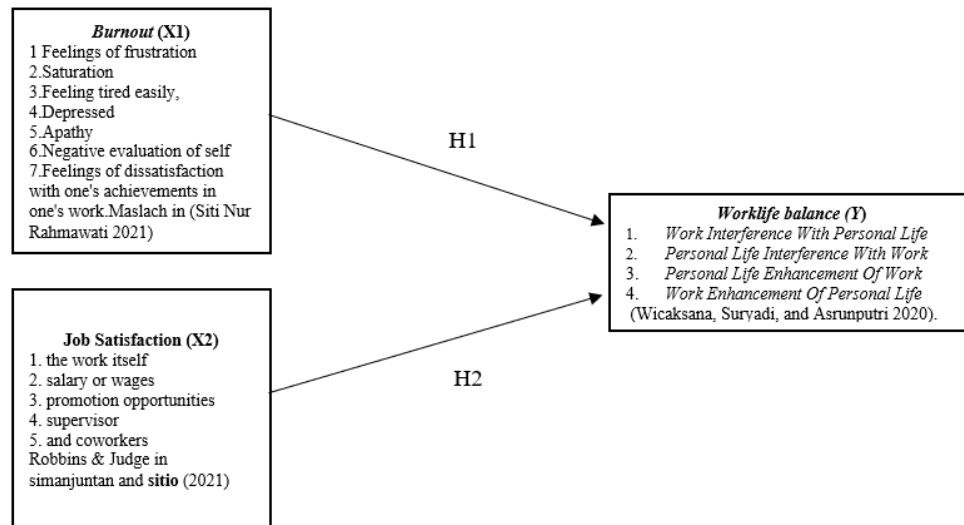 Burnout (X1)
1 Feelings of frustration
2.Saturation
3.Feeling tired easily,
4.Depressed
5.Apathy
6.Negative evaluation of self
7.Feelings of dissatisfaction
with one's achievements in
one's work.Maslach in (Siti Nur
Rahmawati 2021)
H1
Worklife balance (Y)
1. Work Interference With Personal Life
2. Personal Life Interference With Work
3. Personal Life Enhancement Of Work
4. Work Enhancement Of Personal Life
(Wicaksana, Suryadi, and Asrunputri 2020).
Job Satisfaction (X2)
1. the work itself
2. salary or wages
3. promotion opportunities
4. supervisor
5. and coworkers
Robbins & Judge in
simanjuntan and sitio (2021)
H2